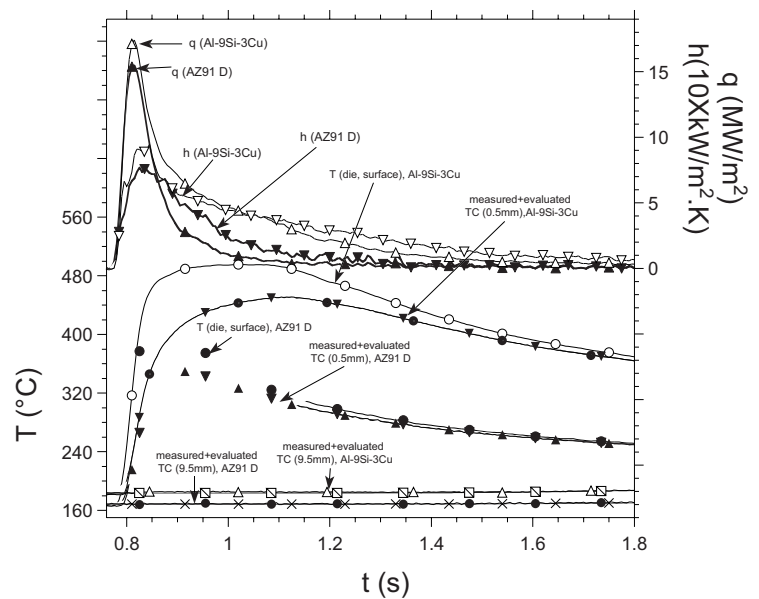 q (Al-9Si-3Cu)
q (AZ91 D)
h (Al-9Si-3Cu)
h (AZ91 D)
T (die, surface), Al-9Si-3Cu
measured+evaluated
TC (0.5mm),Al-9Si-3Cu
T (die, surface), AZ91 D
measured+evaluated
TC (0.5mm), AZ91 D
measured+evaluated
TC (9.5mm), AZ91 D
measured+evaluated
TC (9.5mm), Al-9Si-3Cu
560
480
400
320
240
160
T (°C)
15
10
5
0
q (MW/m²)
h(10XkW/m².K)
0.8
1
1.2
1.4
1.6
1.8
t (s)